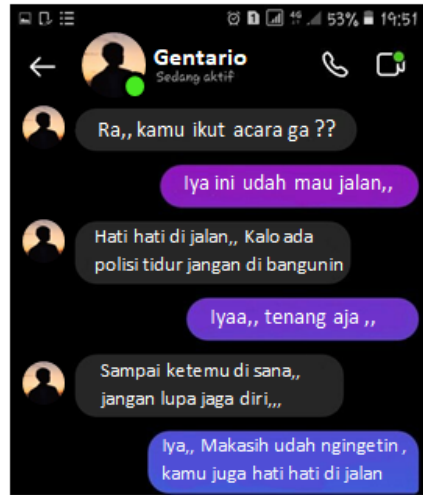 4G 53% 19:51
Gentario
Sedang aktif
Ra,, kamu ikut acara ga ??
Iya ini udah mau jalan,,
Hati hati di jalan,, Kalo ada
polisi tidur jangan di bangunin
Iyaa,, tenang aja ,,
Sampai ketemu di sana,,
jangan lupa jaga diri,,,
Iya,, Makasih udah ngingetin ,
kamu juga hati hati di jalan